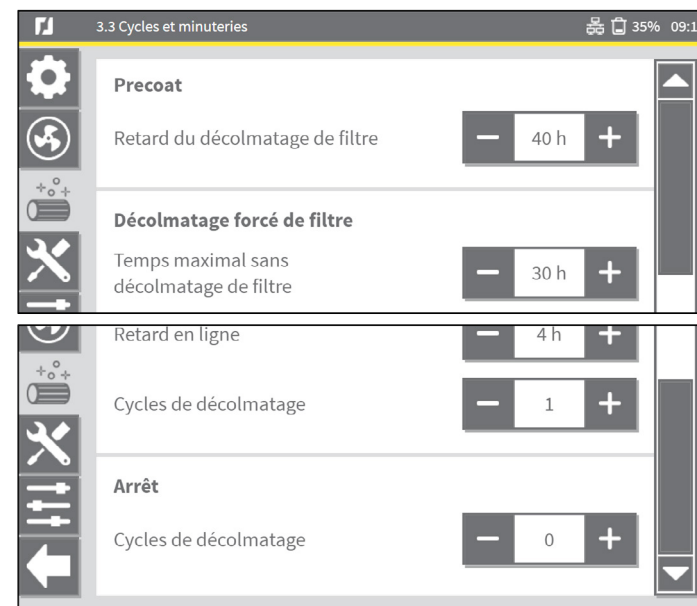 3.3 Cycles et minuteries 35% 09:1
Precoat
Retard du décolmatage de filtre 40 h
Décolmatage forcé de filtre
Temps maximal sans
décolmatage de filtre 30 h
Retard en ligne 4 h
Cycles de décolmatage 1
Arrêt
Cycles de décolmatage 0